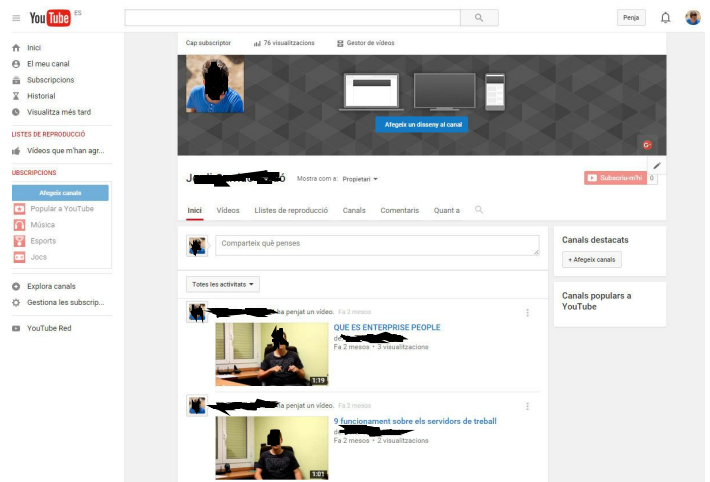 YouTube ES
Penja
Inici
El meu canal
Subscripcions
Historial
Visualitza més tard
LISTES DE REPRODUCCIÓ
Vídeos que m'han agr...
UBSCRIPCIONS
Afegeix canals
Popular a YouTube
Música
Esports
Jocs
Explora canals
Gestiona les subscrip...
YouTube Red
Cap subscriptor 76 visualitzacions Gestor de vídeos
Afegeix un disseny al canal
G+
Mostra com a: Propietari
Subscriu-m'hi 0
Inici Vídeos Llistes de reproducció Canals Comentaris Quant a
Comparteix què penses
Totes les activitats
ha penjat un vídeo. Fa 2 mesos
QUE ES ENTERPRISE PEOPLE
de
Fa 2 mesos • 3 visualitzacions
1:19
ha penjat un vídeo. Fa 2 mesos
9 funcionament sobre els servidors de treball
Fa 2 mesos • 2 visualitzacions
1:01
Canals destacats
+ Afegeix canals
Canals populars a
YouTube